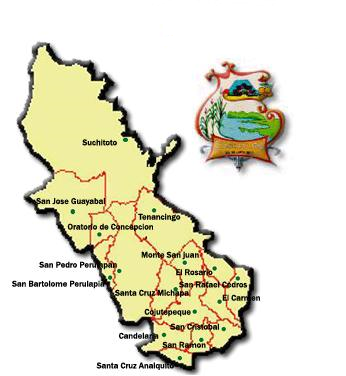 Suchitoto
San Jose Guayabal
Tenancingo
Oratorio de Concepcion
Monte San juan
San Pedro Perulapan
El Rosario
San Bartolome Perulapia
San Rafael Cedros
Santa Cruz Michapa
El Carmen
Cojutepeque
San Cristobal
Candelaria
San Ramon
Santa Cruz Analquito